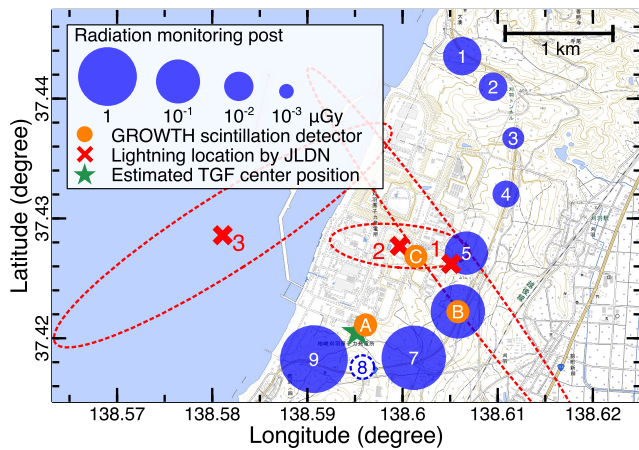 Radiation monitoring post
1 10⁻¹ 10⁻² 10⁻³ μGy
GROWTH scintillation detector
Lightning location by JLDN
Estimated TGF center position
1 km
1
2
3
4
5
2 1
C
3
B
A
9 8 7
37.44
37.43
37.42
Latitude (degree)
138.57 138.58 138.59 138.6 138.61 138.62
Longitude (degree)